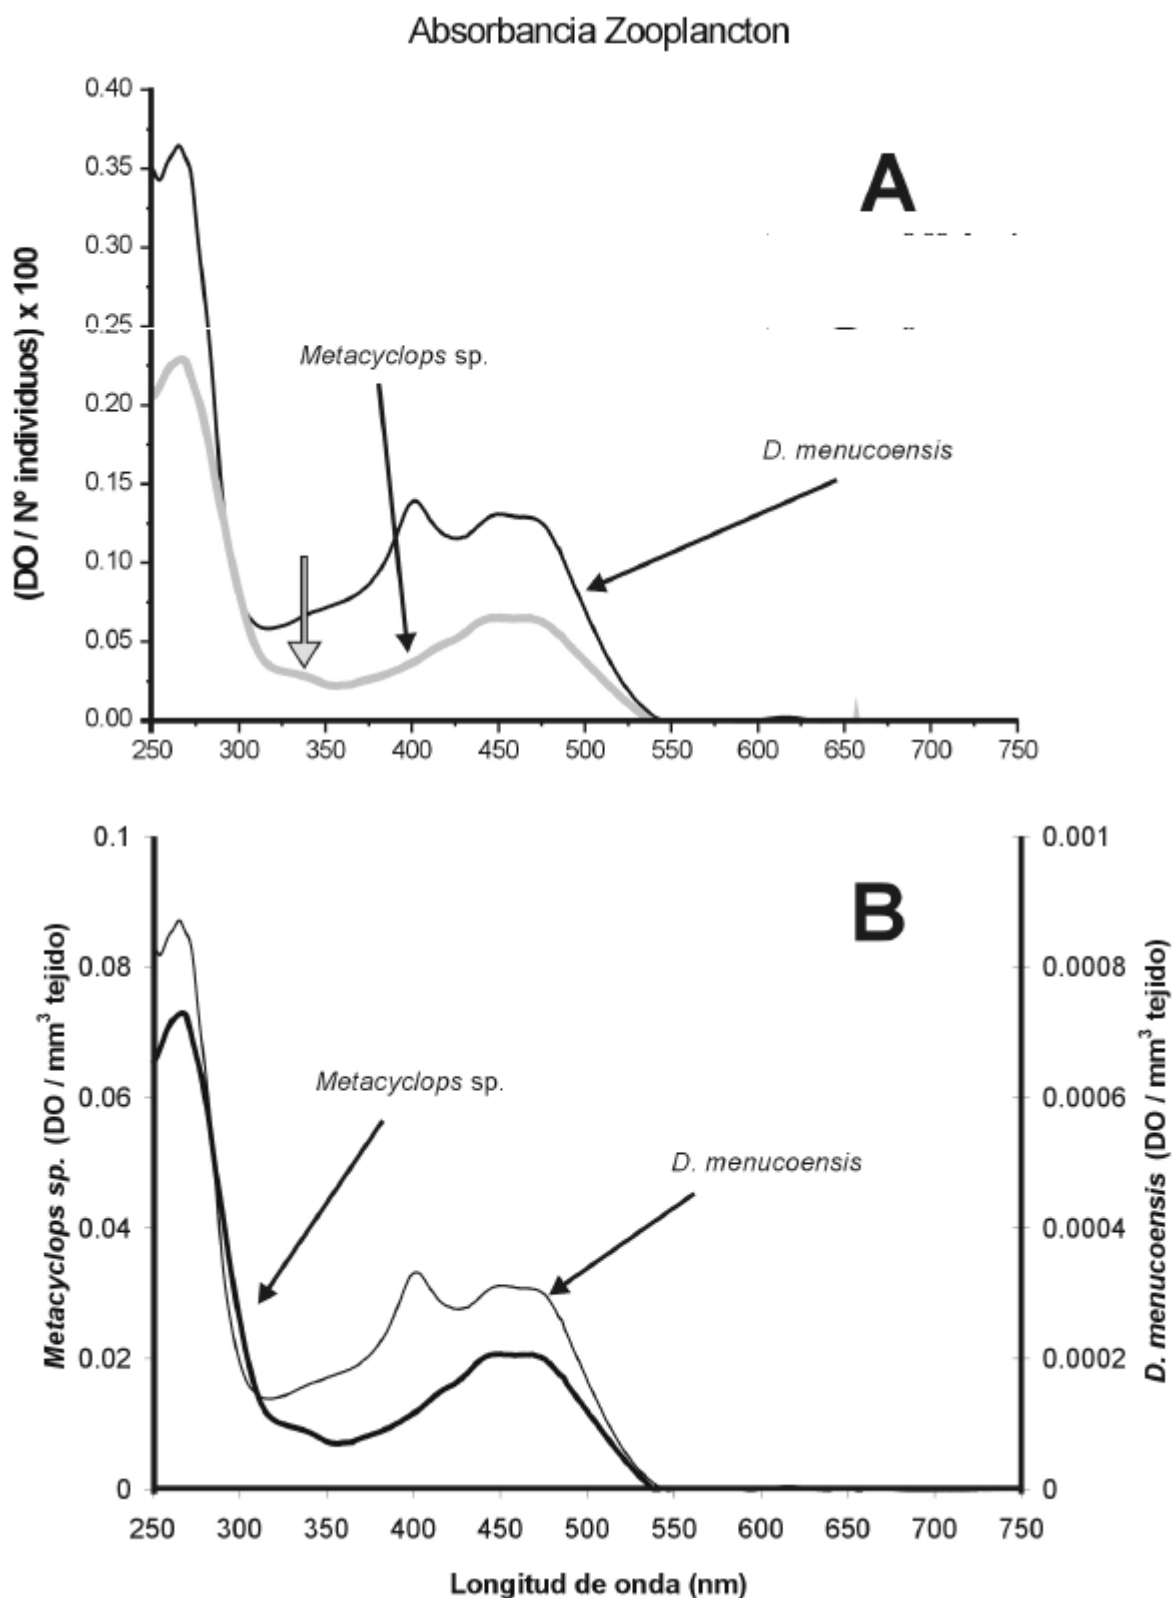 Absorbancia Zooplancton
(DO / Nº individuos) x 100
0.40
0.35
0.30
0.25
0.20
0.15
0.10
0.05
0.00
A
Metacyclops sp.
D. menucoensis
250 300 350 400 450 500 550 600 650 700 750
Metacyclops sp. (DO / mm³ tejido)
0.1
0.08
0.06
0.04
0.02
0
B
Metacyclops sp.
D. menucoensis
0.001
0.0008
0.0006
0.0004
0.0002
0
D. menucoensis (DO / mm³ tejido)
250 300 350 400 450 500 550 600 650 700 750
Longitud de onda (nm)